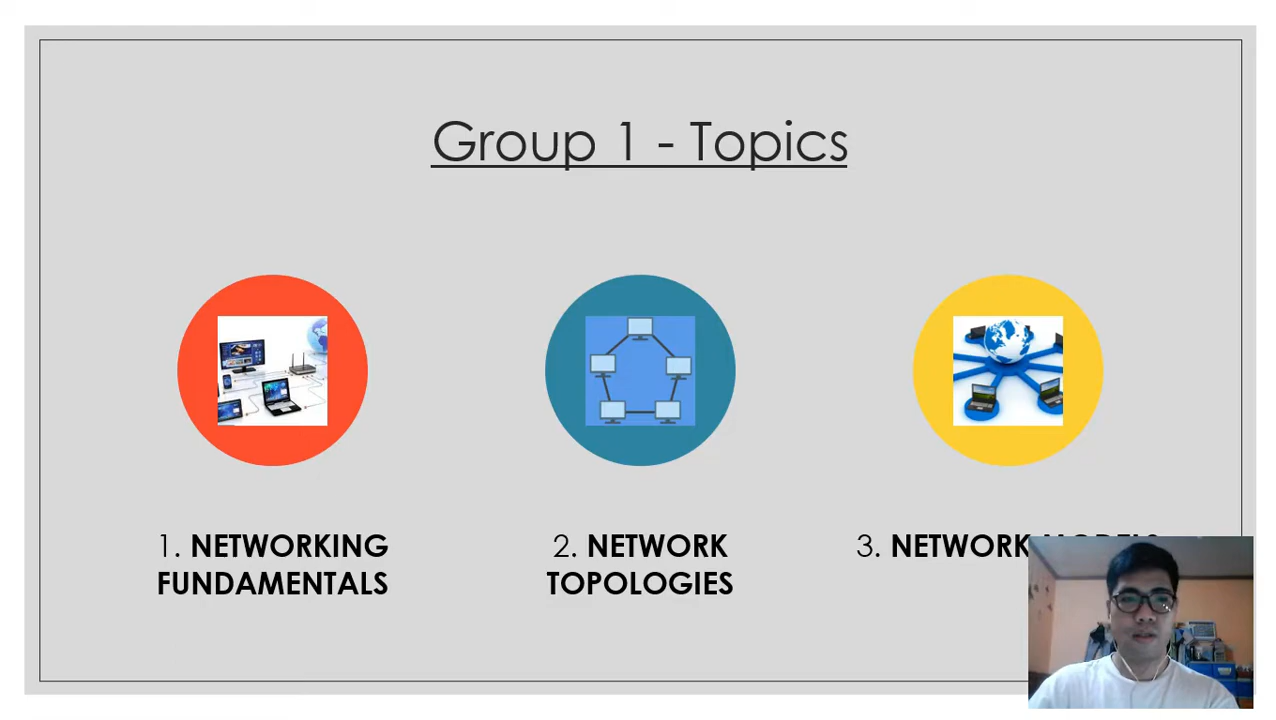 Group 1 - Topics
1. NETWORKING
FUNDAMENTALS
2. NETWORK
TOPOLOGIES
3. NETWORK